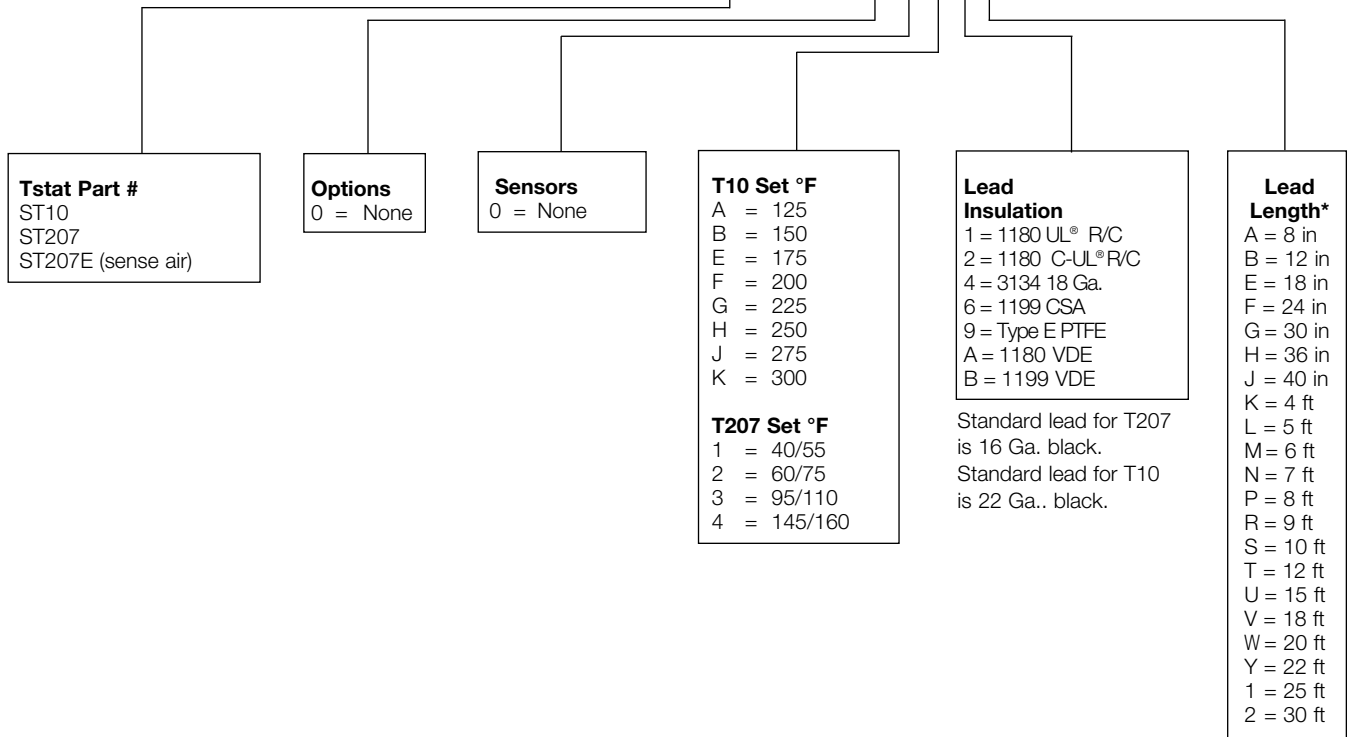 Tstat Part #
ST10
ST207
ST207E (sense air)
Options
0 = None
Sensors
0 = None
T10 Set °F
A = 125
B = 150
E = 175
F = 200
G = 225
H = 250
J = 275
K = 300
T207 Set °F
1 = 40/55
2 = 60/75
3 = 95/110
4 = 145/160
Lead
Insulation
1 = 1180 UL® R/C
2 = 1180 C-UL® R/C
4 = 3134 18 Ga.
6 = 1199 CSA
9 = Type E PTFE
A = 1180 VDE
B = 1199 VDE
Standard lead for T207
is 16 Ga. black.
Standard lead for T10
is 22 Ga.. black.
Lead
Length*
A = 8 in
B = 12 in
E = 18 in
F = 24 in
G = 30 in
H = 36 in
J = 40 in
K = 4 ft
L = 5 ft
M = 6 ft
N = 7 ft
P = 8 ft
R = 9 ft
S = 10 ft
T = 12 ft
U = 15 ft
V = 18 ft
W = 20 ft
Y = 22 ft
1 = 25 ft
2 = 30 ft